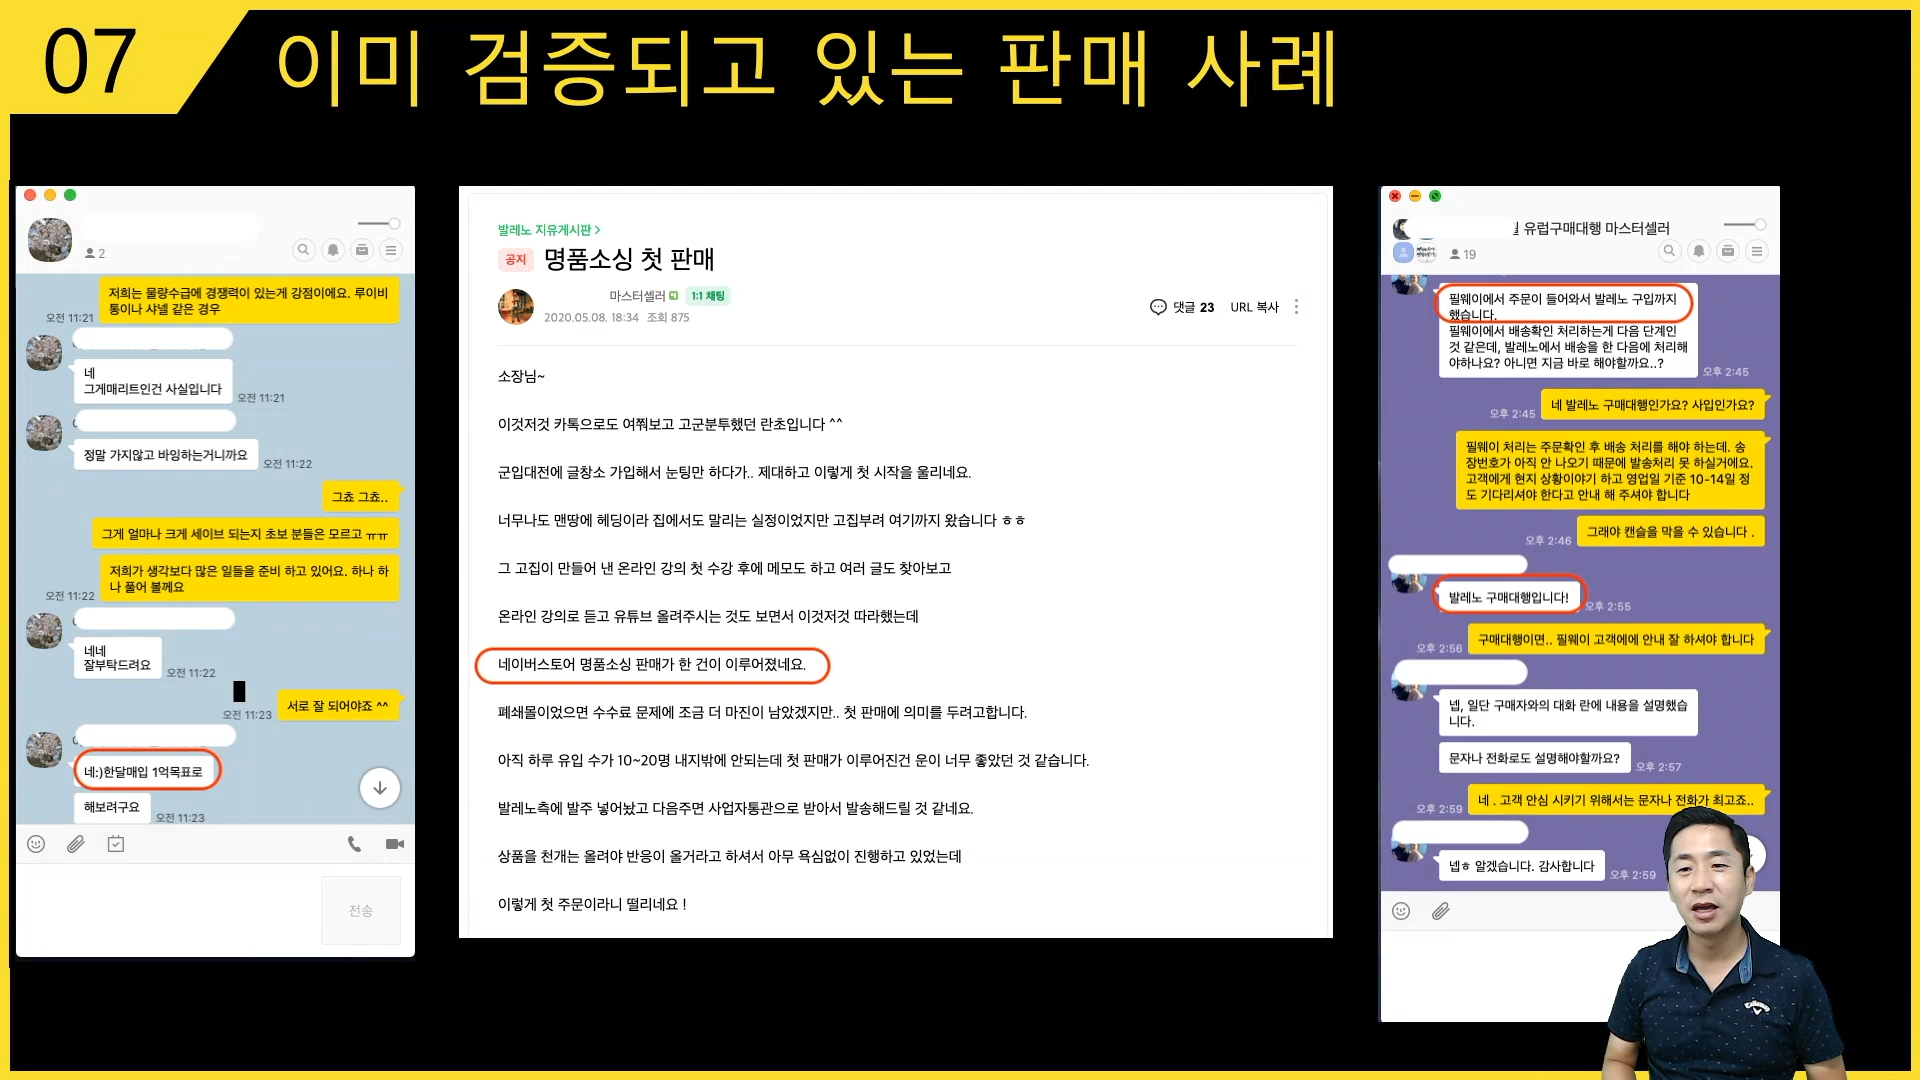 07
이미 검증되고 있는 판매 사례
2
저희는 물량수급에 경쟁력이 있는게 강점이에요. 루이비
통이나 샤넬 같은 경우
오전 11:21
네
그게매리트인건 사실입니다
오전 11:21
정말 가지않고 바잉하는거니까요
오전 11:22
그쵸 그쵸..
그게 얼마나 크게 세이브 되는지 초보 분들은 모르고 ㅠㅠ
저희가 생각보다 많은 일들을 준비 하고 있어요. 하나 하
나 풀어 볼께요
오전 11:22
네네
잘부탁드려요
오전 11:22
서로 잘 되어야죠 ^^
오전 11:23
네:)한달매입 1억목표로
해보려구요
오전 11:23
전송
발레노 지유게시판 >
공지 명품소싱 첫 판매
마스터셀러 1:1 채팅
2020.05.08. 18:34 조회 875
댓글 23 URL 복사
소장님~
이것저것 카톡으로도 여쭤보고 고군분투했던 란초입니다 ^^
군입대전에 글창소 가입해서 눈팅만 하다가.. 제대하고 이렇게 첫 시작을 울리네요.
너무나도 맨땅에 헤딩이라 집에서도 말리는 실정이었지만 고집부려 여기까지 왔습니다 ㅎㅎ
그 고집이 만들어 낸 온라인 강의 첫 수강 후에 메모도 하고 여러 글도 찾아보고
온라인 강의로 듣고 유튜브 올려주시는 것도 보면서 이것저것 따라했는데
네이버스토어 명품소싱 판매가 한 건이 이루어졌네요.
폐쇄몰이었으면 수수료 문제에 조금 더 마진이 남았겠지만.. 첫 판매에 의미를 두려고합니다.
아직 하루 유입 수가 10~20명 내지밖에 안되는데 첫 판매가 이루어진건 운이 너무 좋았던 것 같습니다.
발레노측에 발주 넣어놨고 다음주면 사업자통관으로 받아서 발송해드릴 것 같네요.
상품을 천개는 올려야 반응이 올거라고 하셔서 아무 욕심없이 진행하고 있었는데
이렇게 첫 주문이라니 떨리네요 !
유럽구매대행 마스터셀러
19
필웨이에서 주문이 들어와서 발레노 구입까지
했습니다.
필웨이에서 배송확인 처리하는게 다음 단계인
것 같은데, 발레노에서 배송을 한 다음에 처리해
야하나요? 아니면 지금 바로 해야할까요..?
오후 2:45
네 발레노 구매대행인가요? 사입인가요?
오후 2:45
필웨이 처리는 주문확인 후 배송 처리를 해야 하는데. 송
장번호가 아직 안 나오기 때문에 발송처리 못 하실거에요.
고객에게 현지 상황이야기 하고 영업일 기준 10-14일 정
도 기다리셔야 한다고 안내 해 주셔야 합니다
그래야 캔슬을 막을 수 있습니다 .
오후 2:46
발레노 구매대행입니다!
오후 2:55
구매대행이면.. 필웨이 고객에에 안내 잘 하셔야 합니다
오후 2:56
넵, 일단 구매자와의 대화 란에 내용을 설명했습
니다.
문자나 전화로도 설명해야할까요?
오후 2:57
네 . 고객 안심 시키기 위해서는 문자나 전화가 최고죠..
오후 2:59
넵ㅎ 알겠습니다. 감사합니다
오후 2:59